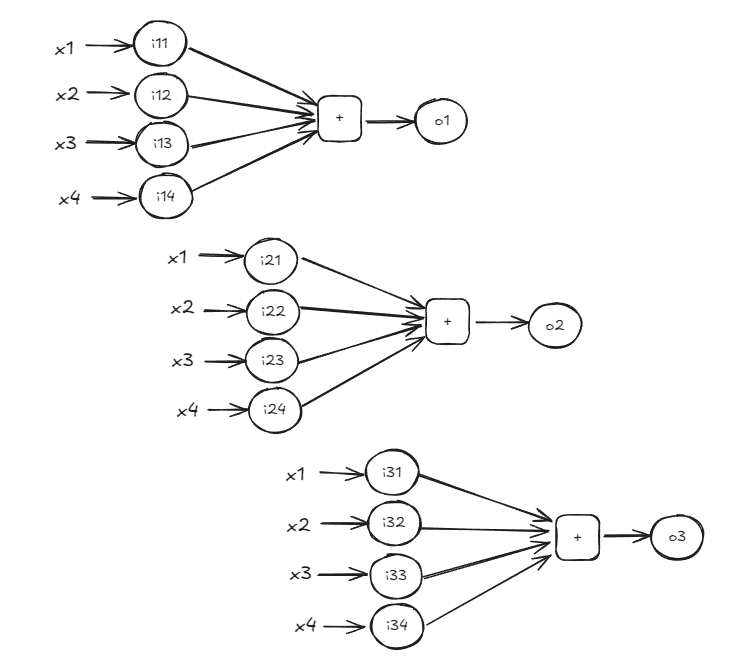 x1 i11
x2 i12
+ o1
x3 i13
x4 i14
x1 i21
x2 i22
+ o2
x3 i23
x4 i24
x1 i31
x2 i32
+ o3
x3 i33
x4 i34